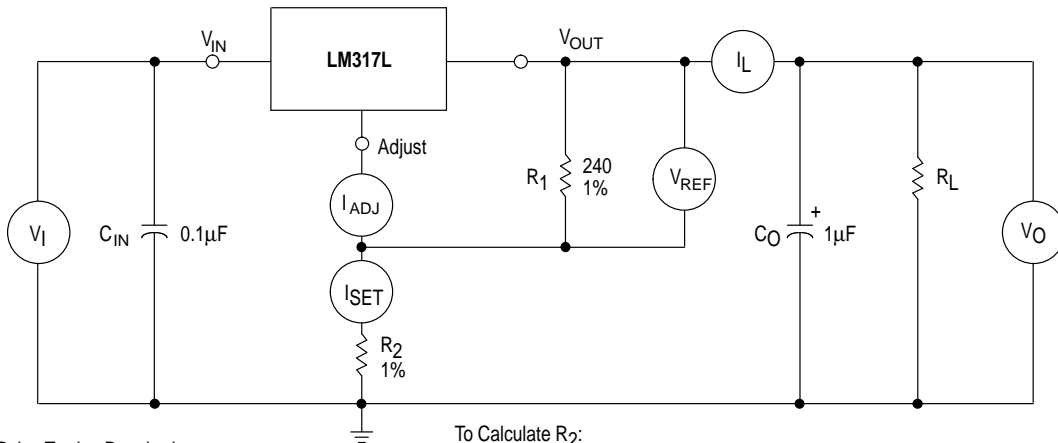 V_IN
LM317L
V_OUT
I_L
Adjust
I_ADJ
R_1
240
1%
V_REF
R_L
V_I
C_IN
0.1µF
C_O
+
1µF
V_O
I_SET
R_2
1%
To Calculate R_2: